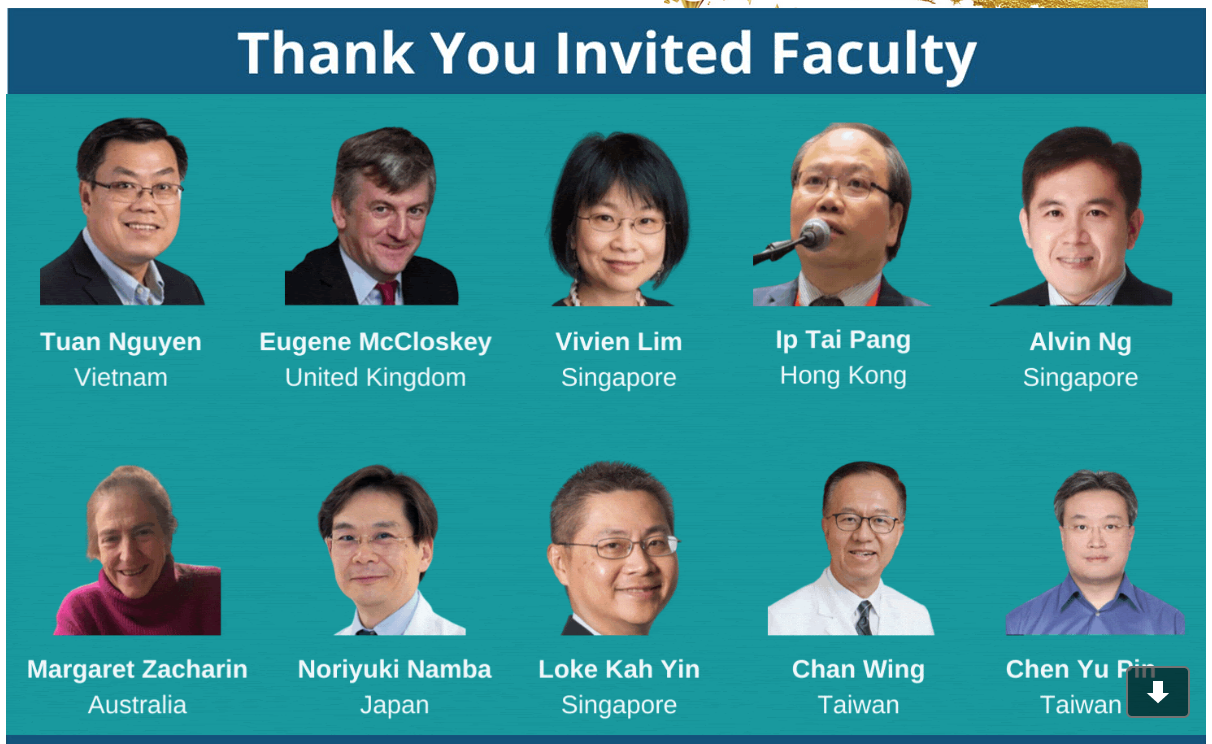 Thank You Invited Faculty
Tuan Nguyen
Vietnam
Eugene McCloskey
United Kingdom
Vivien Lim
Singapore
Ip Tai Pang
Hong Kong
Alvin Ng
Singapore
Margaret Zacharin
Australia
Noriyuki Namba
Japan
Loke Kah Yin
Singapore
Chan Wing
Taiwan
Chen Yu
Taiwan